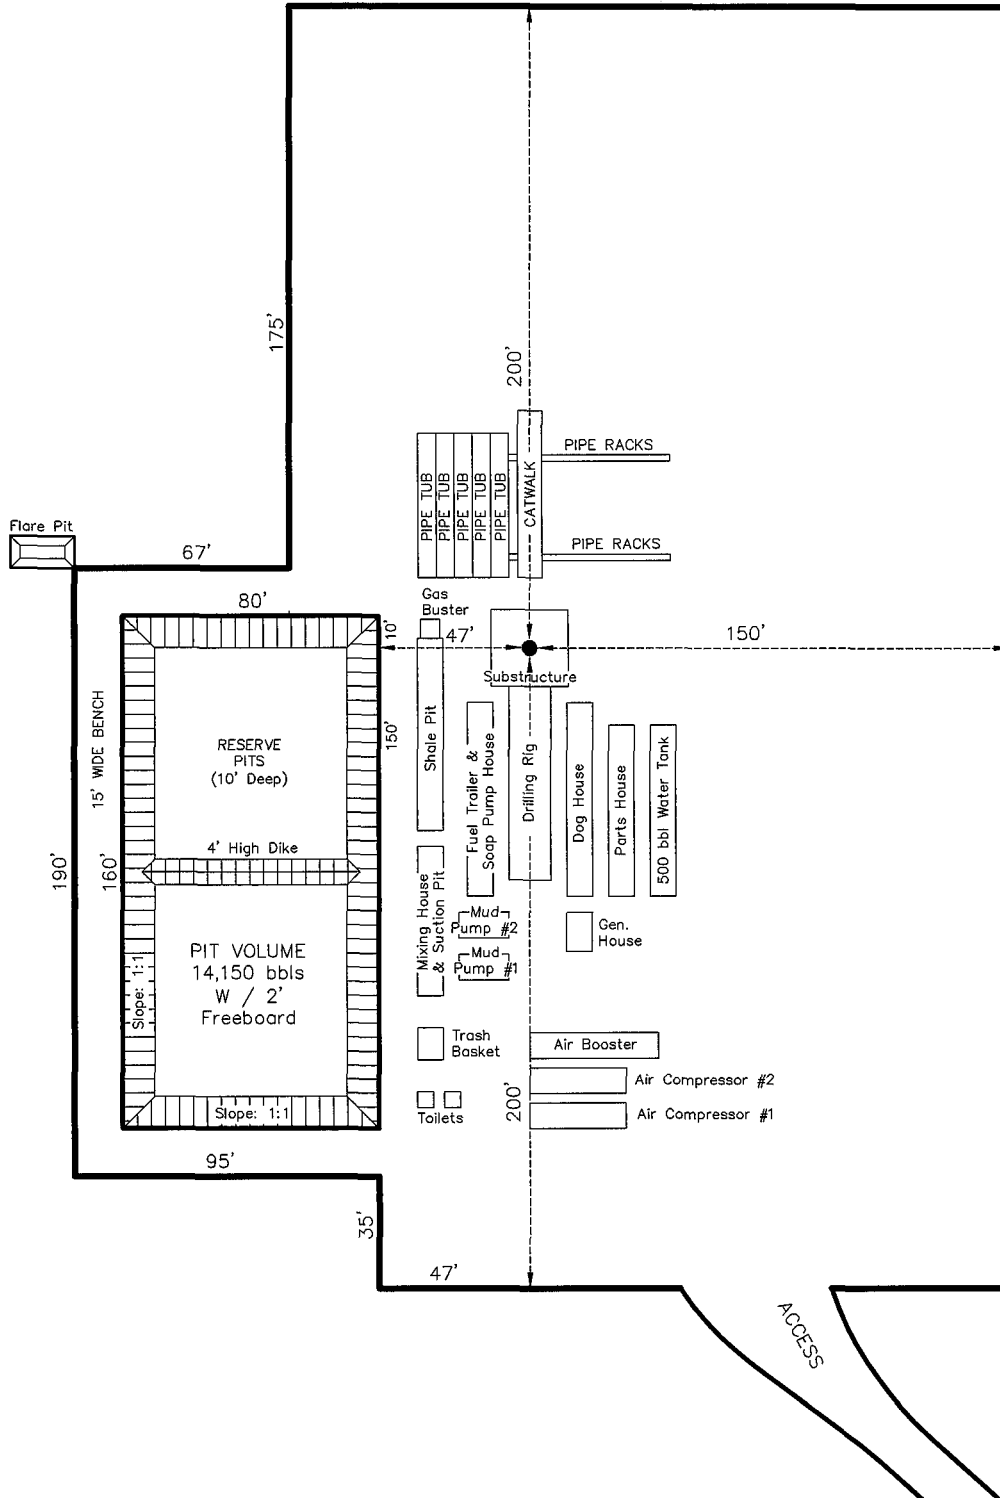 175'
200'
PIPE RACKS
PIPE TUB
PIPE TUB
PIPE TUB
PIPE TUB
PIPE TUB
CATWALK
PIPE RACKS
Flare Pit
67'
80'
Gas
Buster
10'
47'
150'
Substructure
15' WIDE BENCH
RESERVE
PITS
(10' Deep)
150'
Shale Pit
Fuel Trailer &
Soap Pump House
Drilling Rig
Dog House
Parts House
500 bbl Water Tank
4' High Dike
190'
160'
Mixing House
& Suction Pit
Mud
Pump #2
Mud
Pump #1
Gen.
House
PIT VOLUME
14,150 bbls
W / 2'
Freeboard
Slope: 1:1
Trash
Basket
Air Booster
Air Compressor #2
Toilets
200'
Air Compressor #1
Slope: 1:1
95'
35'
47'
ACCESS